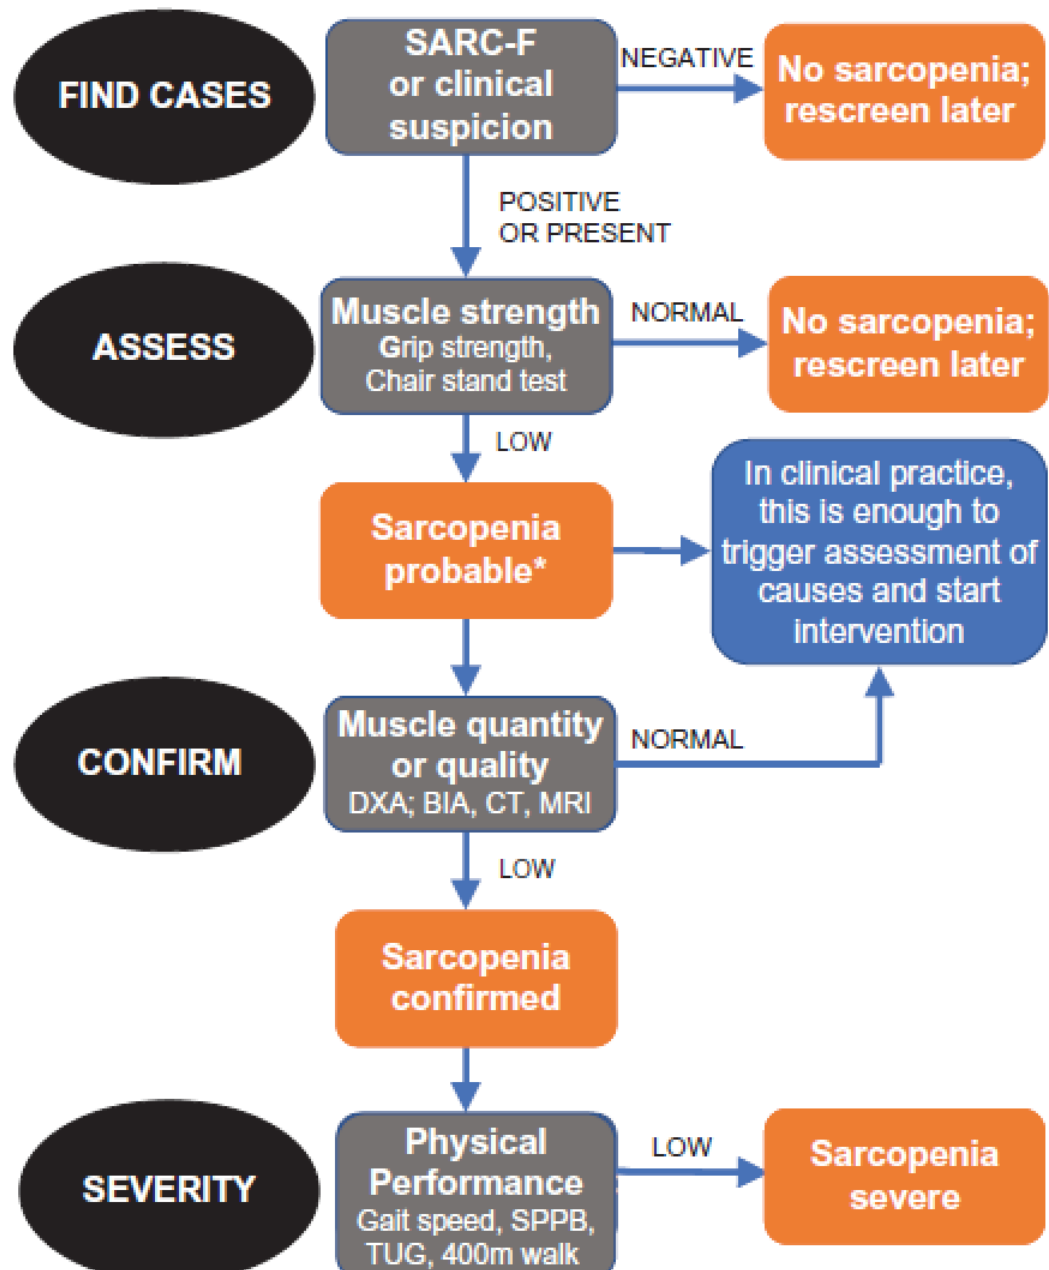 FIND CASES
SARC-F
or clinical
suspicion
NEGATIVE
No sarcopenia;
rescreen later
POSITIVE
OR PRESENT
ASSESS
Muscle strength
Grip strength,
Chair stand test
NORMAL
No sarcopenia;
rescreen later
LOW
Sarcopenia
probable*
In clinical practice,
this is enough to
trigger assessment of
causes and start
intervention
CONFIRM
Muscle quantity
or quality
DXA; BIA, CT, MRI
NORMAL
LOW
Sarcopenia
confirmed
SEVERITY
Physical
Performance
Gait speed, SPPB,
TUG, 400m walk
LOW
Sarcopenia
severe